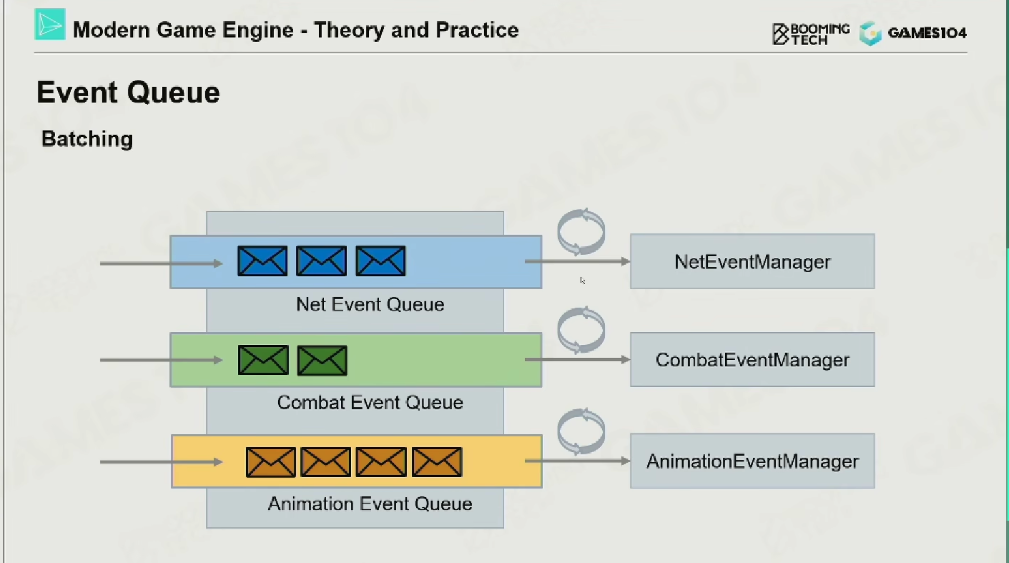 Modern Game Engine - Theory and Practice
BOOMING
TECH
GAMES104
Event Queue
Batching
NetEventManager
Net Event Queue
CombatEventManager
Combat Event Queue
AnimationEventManager
Animation Event Queue